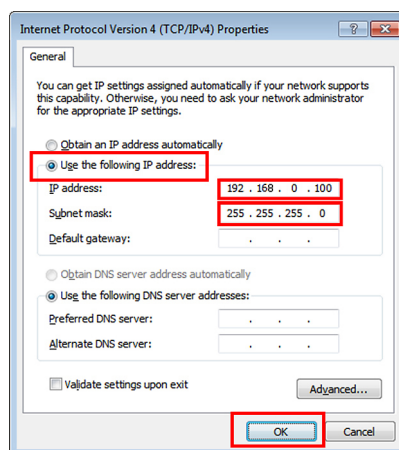 Internet Protocol Version 4 (TCP/IPv4) Properties
General
You can get IP settings assigned automatically if your network supports
this capability. Otherwise, you need to ask your network administrator
for the appropriate IP settings.
Obtain an IP address automatically
Use the following IP address:
IP address: 192 . 168 . 0 . 100
Subnet mask: 255 . 255 . 255 . 0
Default gateway: . . .
Obtain DNS server address automatically
Use the following DNS server addresses:
Preferred DNS server: . . .
Alternate DNS server: . . .
Validate settings upon exit
Advanced...
OK Cancel